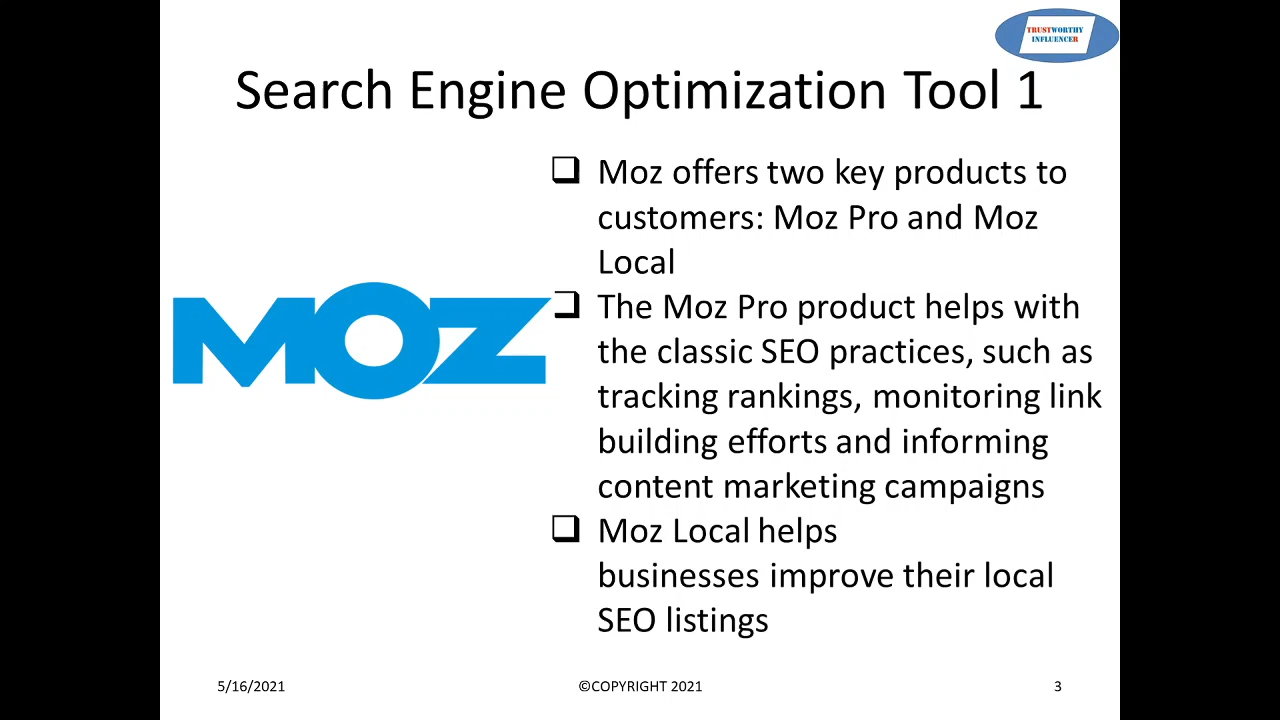 TRUSTWORTHY
INFLUENCER
Search Engine Optimization Tool 1
❑ Moz offers two key products to
customers: Moz Pro and Moz
Local
MOZ
❑ The Moz Pro product helps with
the classic SEO practices, such as
tracking rankings, monitoring link
building efforts and informing
content marketing campaigns
❑ Moz Local helps
businesses improve their local
SEO listings
5/16/2021
©COPYRIGHT 2021
3